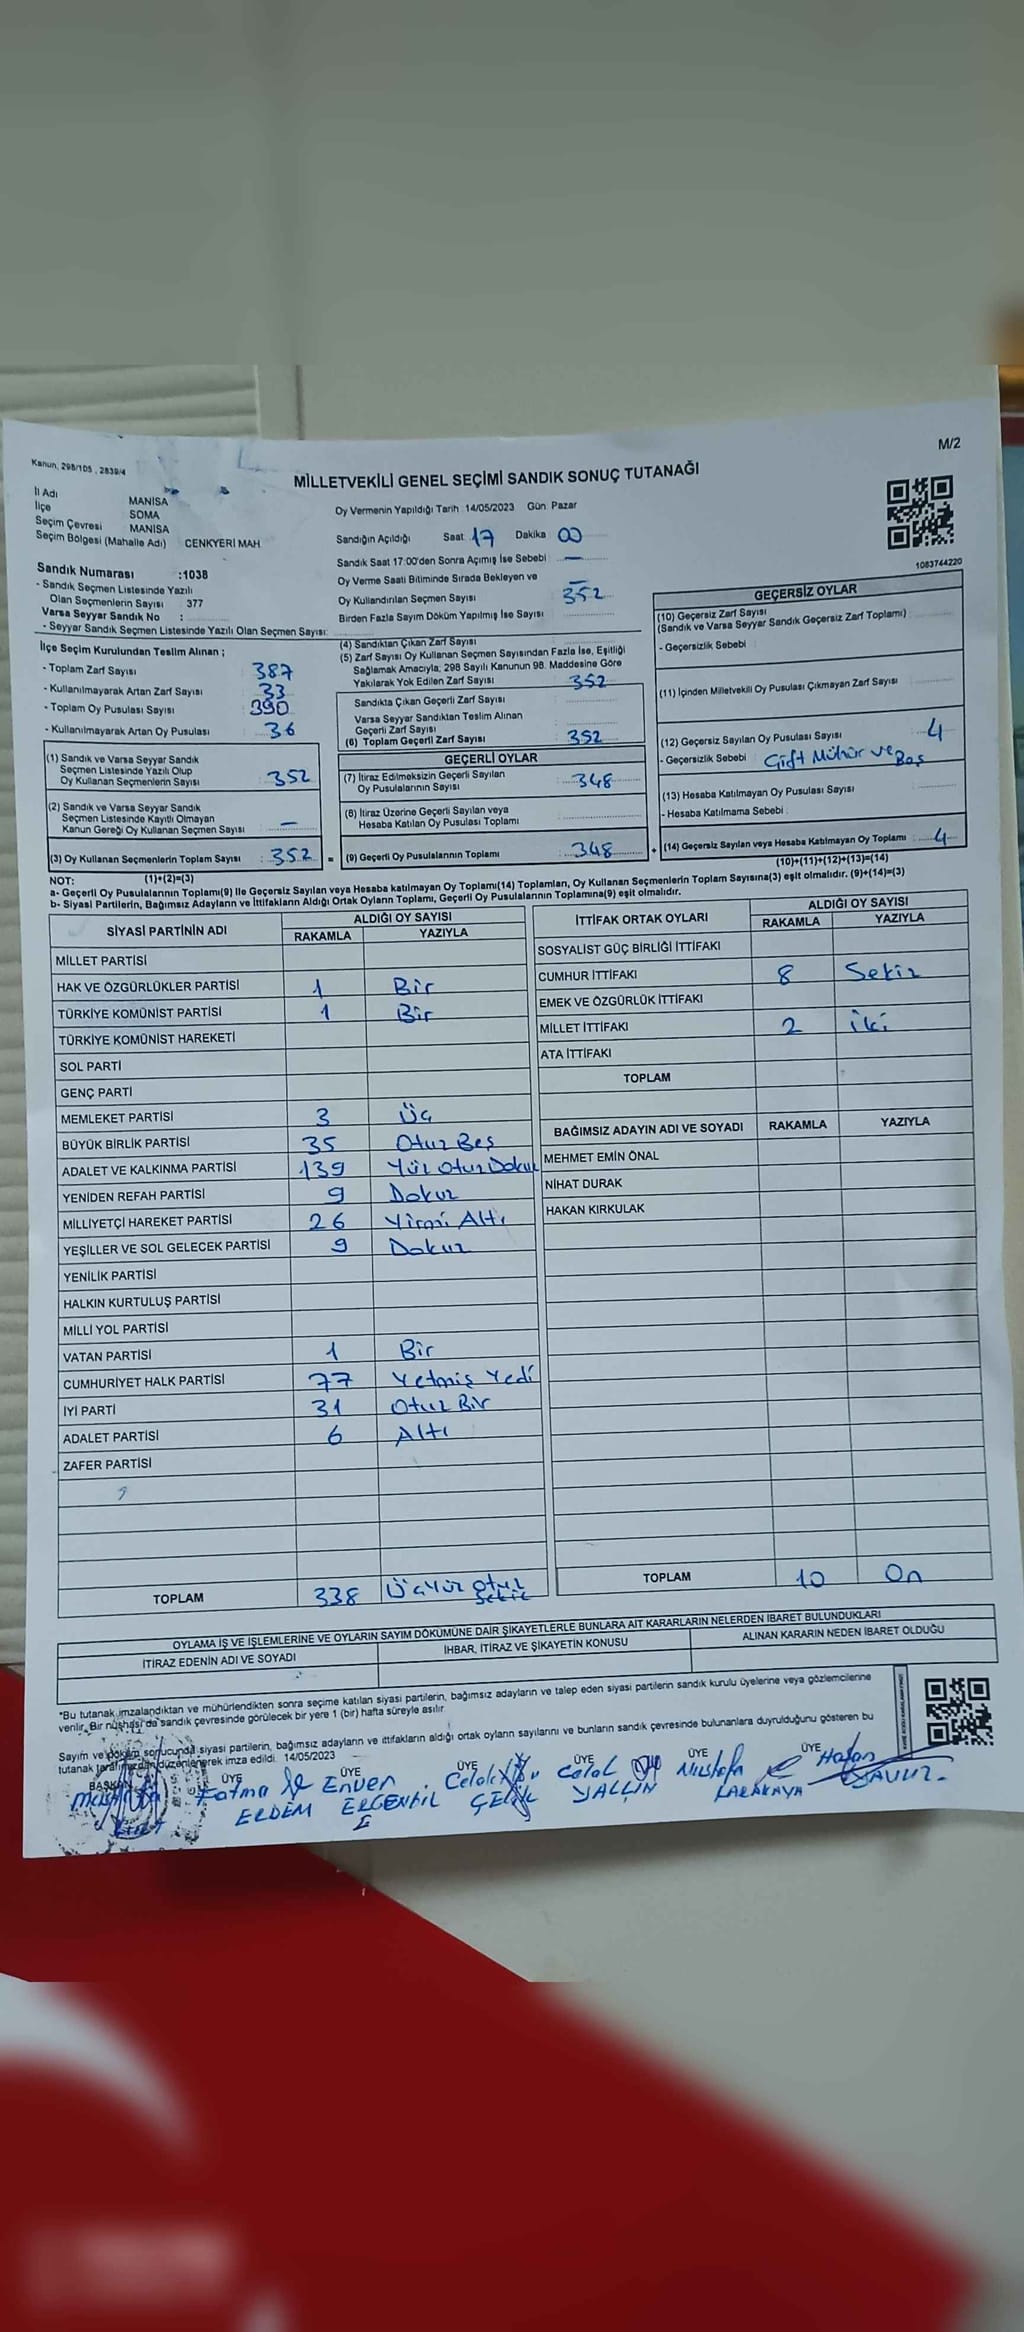 M/2
Kanun, 298/105 , 2839/4
MİLLETVEKİLİ GENEL SEÇİMİ SANDIK SONUÇ TUTANAĞI
İl Adı MANİSA
İlçe SOMA
Seçim Çevresi MANİSA
Seçim Bölgesi (Mahalle Adı) CENKYERİ MAH.
Sandık Numarası :1038
- Sandık Seçmen Listesinde Yazılı
Olan Seçmenlerin Sayısı 377
Varsa Seyyar Sandık No :
- Seyyar Sandık Seçmen Listesinde Yazılı Olan Seçmen Sayısı:
Oy Vermenin Yapıldığı Tarih 14/05/2023 Gün Pazar
Sandığın Açıldığı Saat 17 Dakika 00
Sandık Saat 17:00'den Sonra Açımış İse Sebebi —
Oy Verme Saati Bitiminde Sırada Bekleyen ve
Oy Kullandırılan Seçmen Sayısı 352
Birden Fazla Sayım Döküm Yapılmış İse Sayısı
1083744220
İlçe Seçim Kurulundan Teslim Alınan ;
- Toplam Zarf Sayısı 387
- Kullanılmayarak Artan Zarf Sayısı 33
- Toplam Oy Pusulası Sayısı 390
- Kullanılmayarak Artan Oy Pusulası 36
(1) Sandık ve Varsa Seyyar Sandık
Seçmen Listesinde Yazılı Olup
Oy Kullanan Seçmenlerin Sayısı : 352
(2) Sandık ve Varsa Seyyar Sandık
Seçmen Listesinde Kayıtlı Olmayan
Kanun Gereği Oy Kullanan Seçmen Sayısı : —
(3) Oy Kullanan Seçmenlerin Toplam Sayısı : 352 =
(1)+(2)=(3)
(4) Sandıktan Çıkan Zarf Sayısı
(5) Zarf Sayısı Oy Kullanan Seçmen Sayısından Fazla İse, Eşitliği
Sağlamak Amacıyla, 298 Sayılı Kanunun 98. Maddesine Göre
Yakılarak Yok Edilen Zarf Sayısı 352
Sandıkta Çıkan Geçerli Zarf Sayısı
Varsa Seyyar Sandıktan Teslim Alınan
Geçerli Zarf Sayısı
(6) Toplam Geçerli Zarf Sayısı 352
GEÇERLİ OYLAR
(7) İtiraz Edilmeksizin Geçerli Sayılan
Oy Pusulalarının Sayısı 348
(8) İtiraz Üzerine Geçerli Sayılan veya
Hesaba Katılan Oy Pusulası Toplamı
(9) Geçerli Oy Pusulalarının Toplamı : 348 +
GEÇERSİZ OYLAR
(10) Geçersiz Zarf Sayısı
(Sandık ve Varsa Seyyar Sandık Geçersiz Zarf Toplamı) :
- Geçersizlik Sebebi :
(11) İçinden Milletvekili Oy Pusulası Çıkmayan Zarf Sayısı
(12) Geçersiz Sayılan Oy Pusulası Sayısı : 4
- Geçersizlik Sebebi : Çift Mühür ve Boş
(13) Hesaba Katılmayan Oy Pusulası Sayısı
- Hesaba Katılmama Sebebi :
(14) Geçersiz Sayılan veya Hesaba Katılmayan Oy Toplamı : 4
(10)+(11)+(12)+(13)=(14)
NOT:
a- Geçerli Oy Pusulalarının Toplamı(9) ile Geçersiz Sayılan veya Hesaba katılmayan Oy Toplamı(14) Toplamları, Oy Kullanan Seçmenlerin Toplam Sayısına(3) eşit olmalıdır. (9)+(14)=(3)
b- Siyasi Partilerin, Bağımsız Adayların ve İttifakların Aldığı Ortak Oyların Toplamı, Geçerli Oy Pusulalarının Toplamına(9) eşit olmalıdır.
SİYASİ PARTİNİN ADI ALDIĞI OY SAYISI
RAKAMLA YAZIYLA
MİLLET PARTİSİ
HAK VE ÖZGÜRLÜKLER PARTİSİ 1 Bir
TÜRKİYE KOMÜNİST PARTİSİ 1 Bir
TÜRKİYE KOMÜNİST HAREKETİ
SOL PARTİ
GENÇ PARTİ
MEMLEKET PARTİSİ 3 Üç
BÜYÜK BİRLİK PARTİSİ 35 Otuz Beş
ADALET VE KALKINMA PARTİSİ 139 Yüz Otuz Dokuz
YENİDEN REFAH PARTİSİ 9 Dokuz
MİLLİYETÇİ HAREKET PARTİSİ 26 Yirmi Altı
YEŞİLLER VE SOL GELECEK PARTİSİ 9 Dokuz
YENİLİK PARTİSİ
HALKIN KURTULUŞ PARTİSİ
MİLLİ YOL PARTİSİ
VATAN PARTİSİ 1 Bir
CUMHURİYET HALK PARTİSİ 77 Yetmiş Yedi
İYİ PARTİ 31 Otuz Bir
ADALET PARTİSİ 6 Altı
ZAFER PARTİSİ
TOPLAM 338 Üçyüz otuz sekiz
İTTİFAK ORTAK OYLARI ALDIĞI OY SAYISI
RAKAMLA YAZIYLA
SOSYALİST GÜÇ BİRLİĞİ İTTİFAKI
CUMHUR İTTİFAKI 8 Sekiz
EMEK VE ÖZGÜRLÜK İTTİFAKI
MİLLET İTTİFAKI 2 İki
ATA İTTİFAKI
TOPLAM
BAĞIMSIZ ADAYIN ADI VE SOYADI RAKAMLA YAZIYLA
MEHMET EMİN ÖNAL
NİHAT DURAK
HAKAN KIRKULAK
TOPLAM 10 On
OYLAMA İŞ VE İŞLEMLERİNE VE OYLARIN SAYIM DÖKÜMÜNE DAİR ŞİKAYETLERLE BUNLARA AİT KARARLARIN NELERDEN İBARET BULUNDUKLARI
İTİRAZ EDENİN ADI VE SOYADI İHBAR, İTİRAZ VE ŞİKAYETİN KONUSU ALINAN KARARIN NEDEN İBARET OLDUĞU
*Bu tutanak imzalandıktan ve mühürlendikten sonra seçime katılan siyasi partilerin, bağımsız adayların ve talep eden siyasi partilerin sandık kurulu üyelerine veya gözlemcilerine
verilir. Bir nüshası da sandık çevresinde görülecek bir yere 1 (bir) hafta süreyle asılır.
Sayım ve döküm sonucunda siyasi partilerin, bağımsız adayların ve ittifakların aldığı ortak oyların sayılarını ve bunların sandık çevresinde bulunanlara duyrulduğunu gösteren bu
tutanak tarafımızdan düzenlenerek imza edildi. 14/05/2023
BAŞKAN ÜYE ÜYE ÜYE ÜYE ÜYE ÜYE
Mustafa Fatma Enver Celal Mustafa Hasan
ERDEM ERGENBİL ÇELİK YALÇIN KARAKAYA YAVUZ